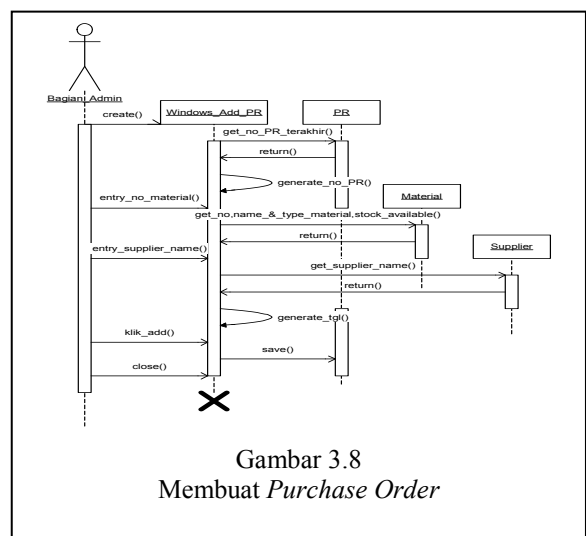 Bagian_Admin
create()
Windows_Add_PR
PR
get_no_PR_terakhir()
return()
generate_no_PR()
entry_no_material()
Material
get_no,name_&_type_material,stock_available()
return()
entry_supplier_name()
Supplier
get_supplier_name()
return()
generate_tgl()
klik_add()
save()
close()
Gambar 3.8
Membuat Purchase Order